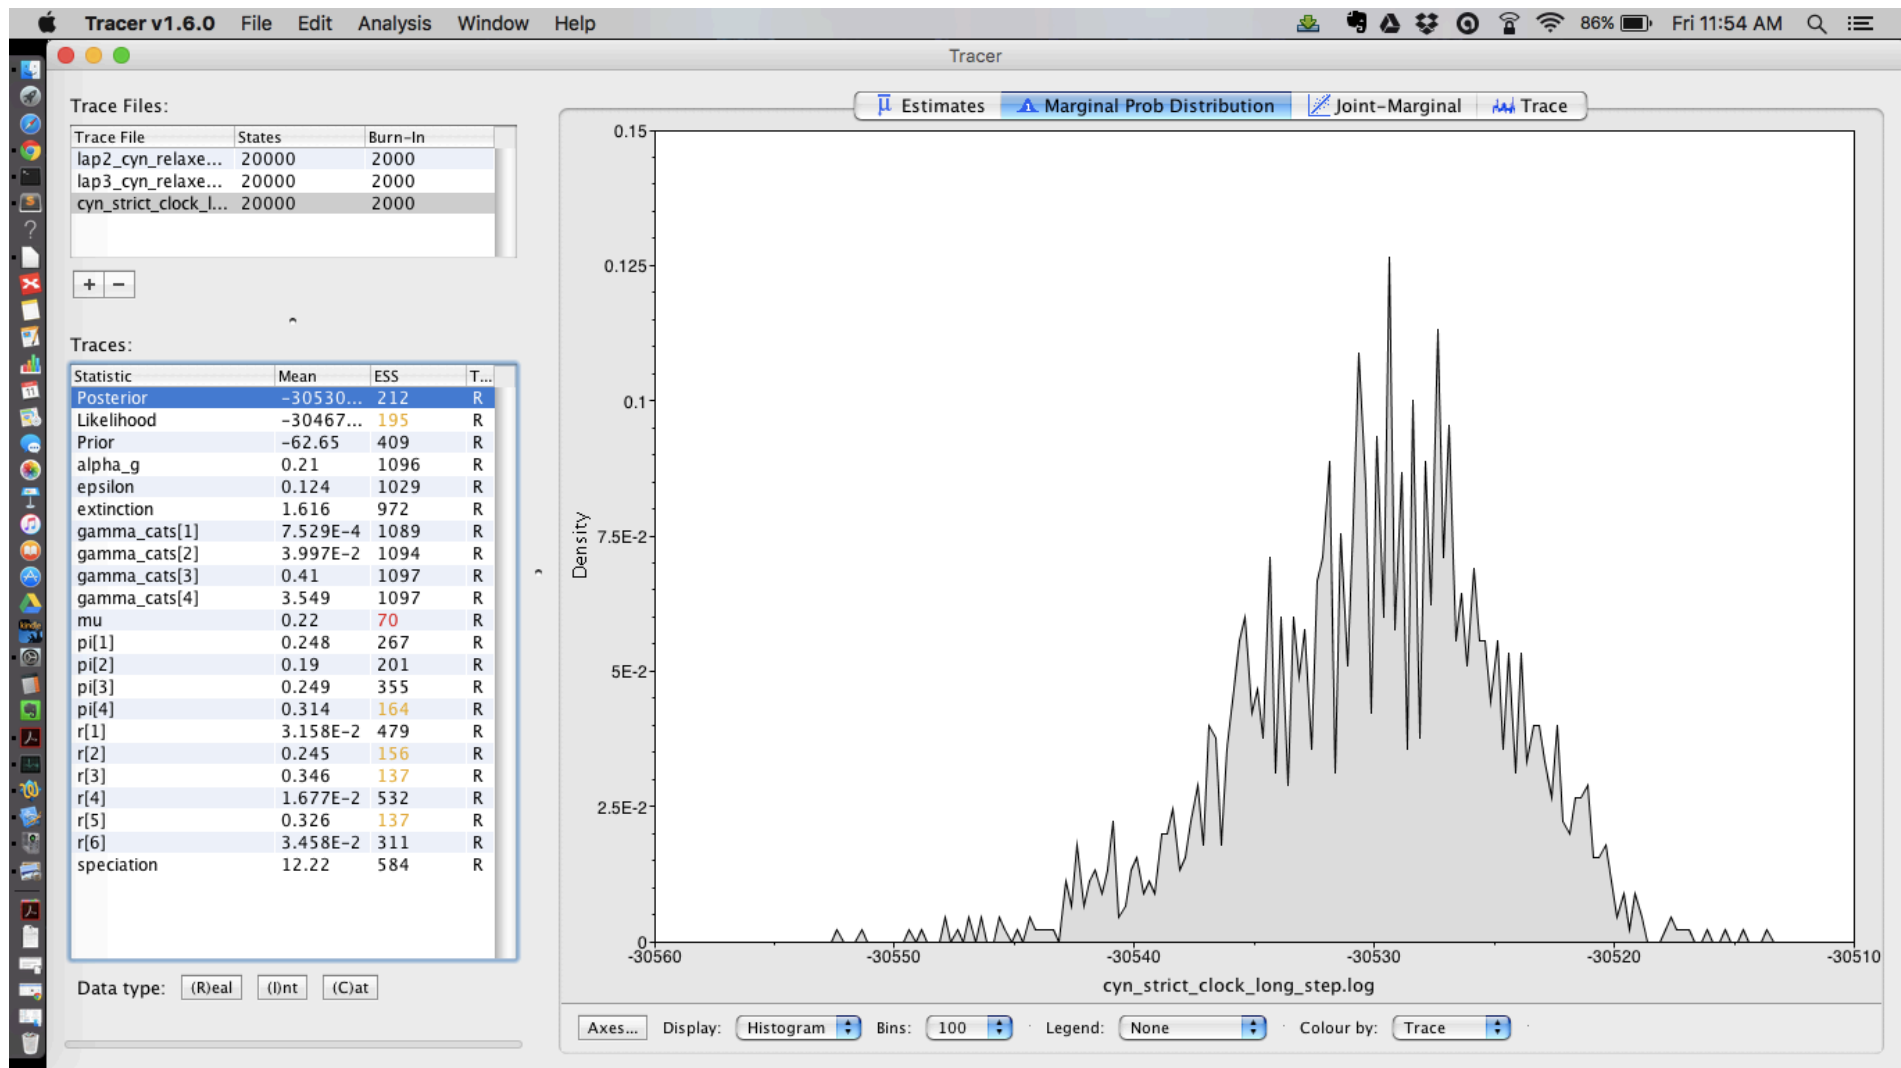 Tracer v1.6.0 File Edit Analysis Window Help 86% Fri 11:54 AM
Tracer
Trace Files:
Trace File States Burn-In
lap2_cyn_relaxe... 20000 2000
lap3_cyn_relaxe... 20000 2000
cyn_strict_clock_l... 20000 2000
+ −
Traces:
Statistic Mean ESS T...
Posterior -30530... 212 R
Likelihood -30467... 195 R
Prior -62.65 409 R
alpha_g 0.21 1096 R
epsilon 0.124 1029 R
extinction 1.616 972 R
gamma_cats[1] 7.529E-4 1089 R
gamma_cats[2] 3.997E-2 1094 R
gamma_cats[3] 0.41 1097 R
gamma_cats[4] 3.549 1097 R
mu 0.22 70 R
pi[1] 0.248 267 R
pi[2] 0.19 201 R
pi[3] 0.249 355 R
pi[4] 0.314 164 R
r[1] 3.158E-2 479 R
r[2] 0.245 156 R
r[3] 0.346 137 R
r[4] 1.677E-2 532 R
r[5] 0.326 137 R
r[6] 3.458E-2 311 R
speciation 12.22 584 R
Data type: (R)eal (I)nt (C)at
Estimates Marginal Prob Distribution Joint-Marginal Trace
0.15
0.125
0.1
7.5E-2
5E-2
2.5E-2
0
Density
-30560 -30550 -30540 -30530 -30520 -30510
cyn_strict_clock_long_step.log
Axes... Display: Histogram Bins: 100 Legend: None Colour by: Trace